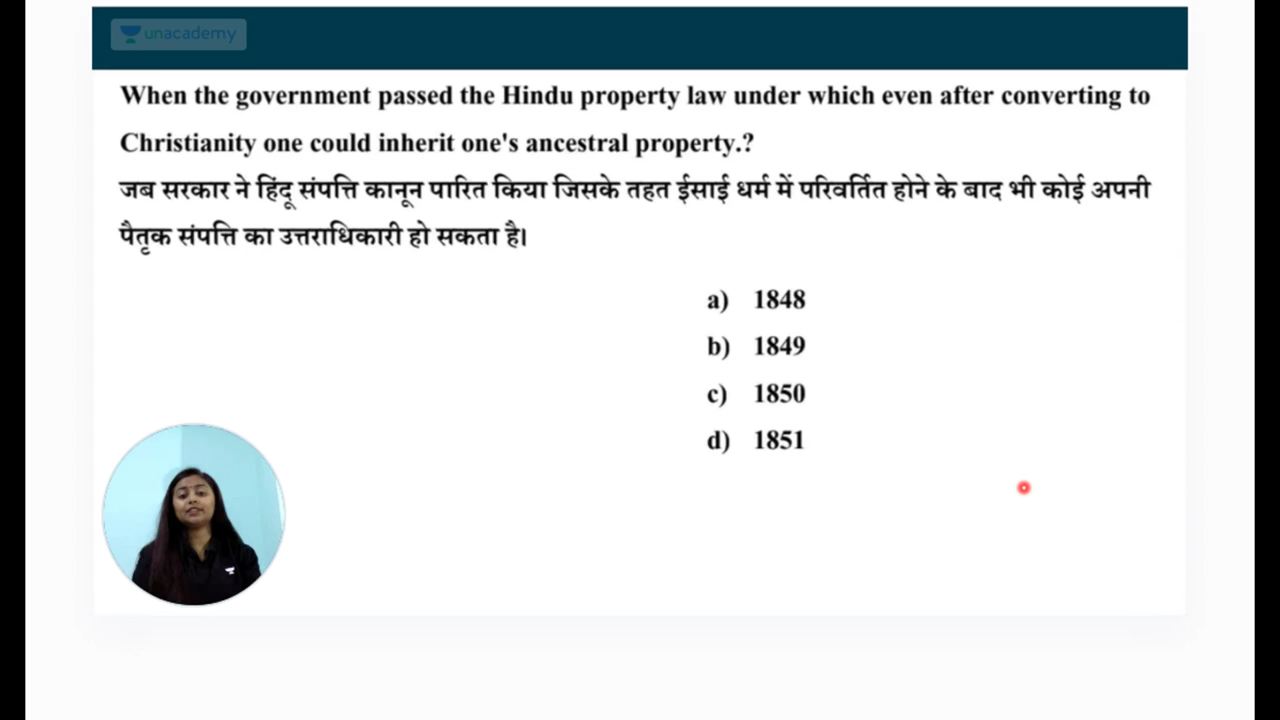 unacademy
When the government passed the Hindu property law under which even after converting to
Christianity one could inherit one's ancestral property.?
जब सरकार ने हिंदू संपत्ति कानून पारित किया जिसके तहत ईसाई धर्म में परिवर्तित होने के बाद भी कोई अपनी
पैतृक संपत्ति का उत्तराधिकारी हो सकता है।
a) 1848
b) 1849
c) 1850
d) 1851